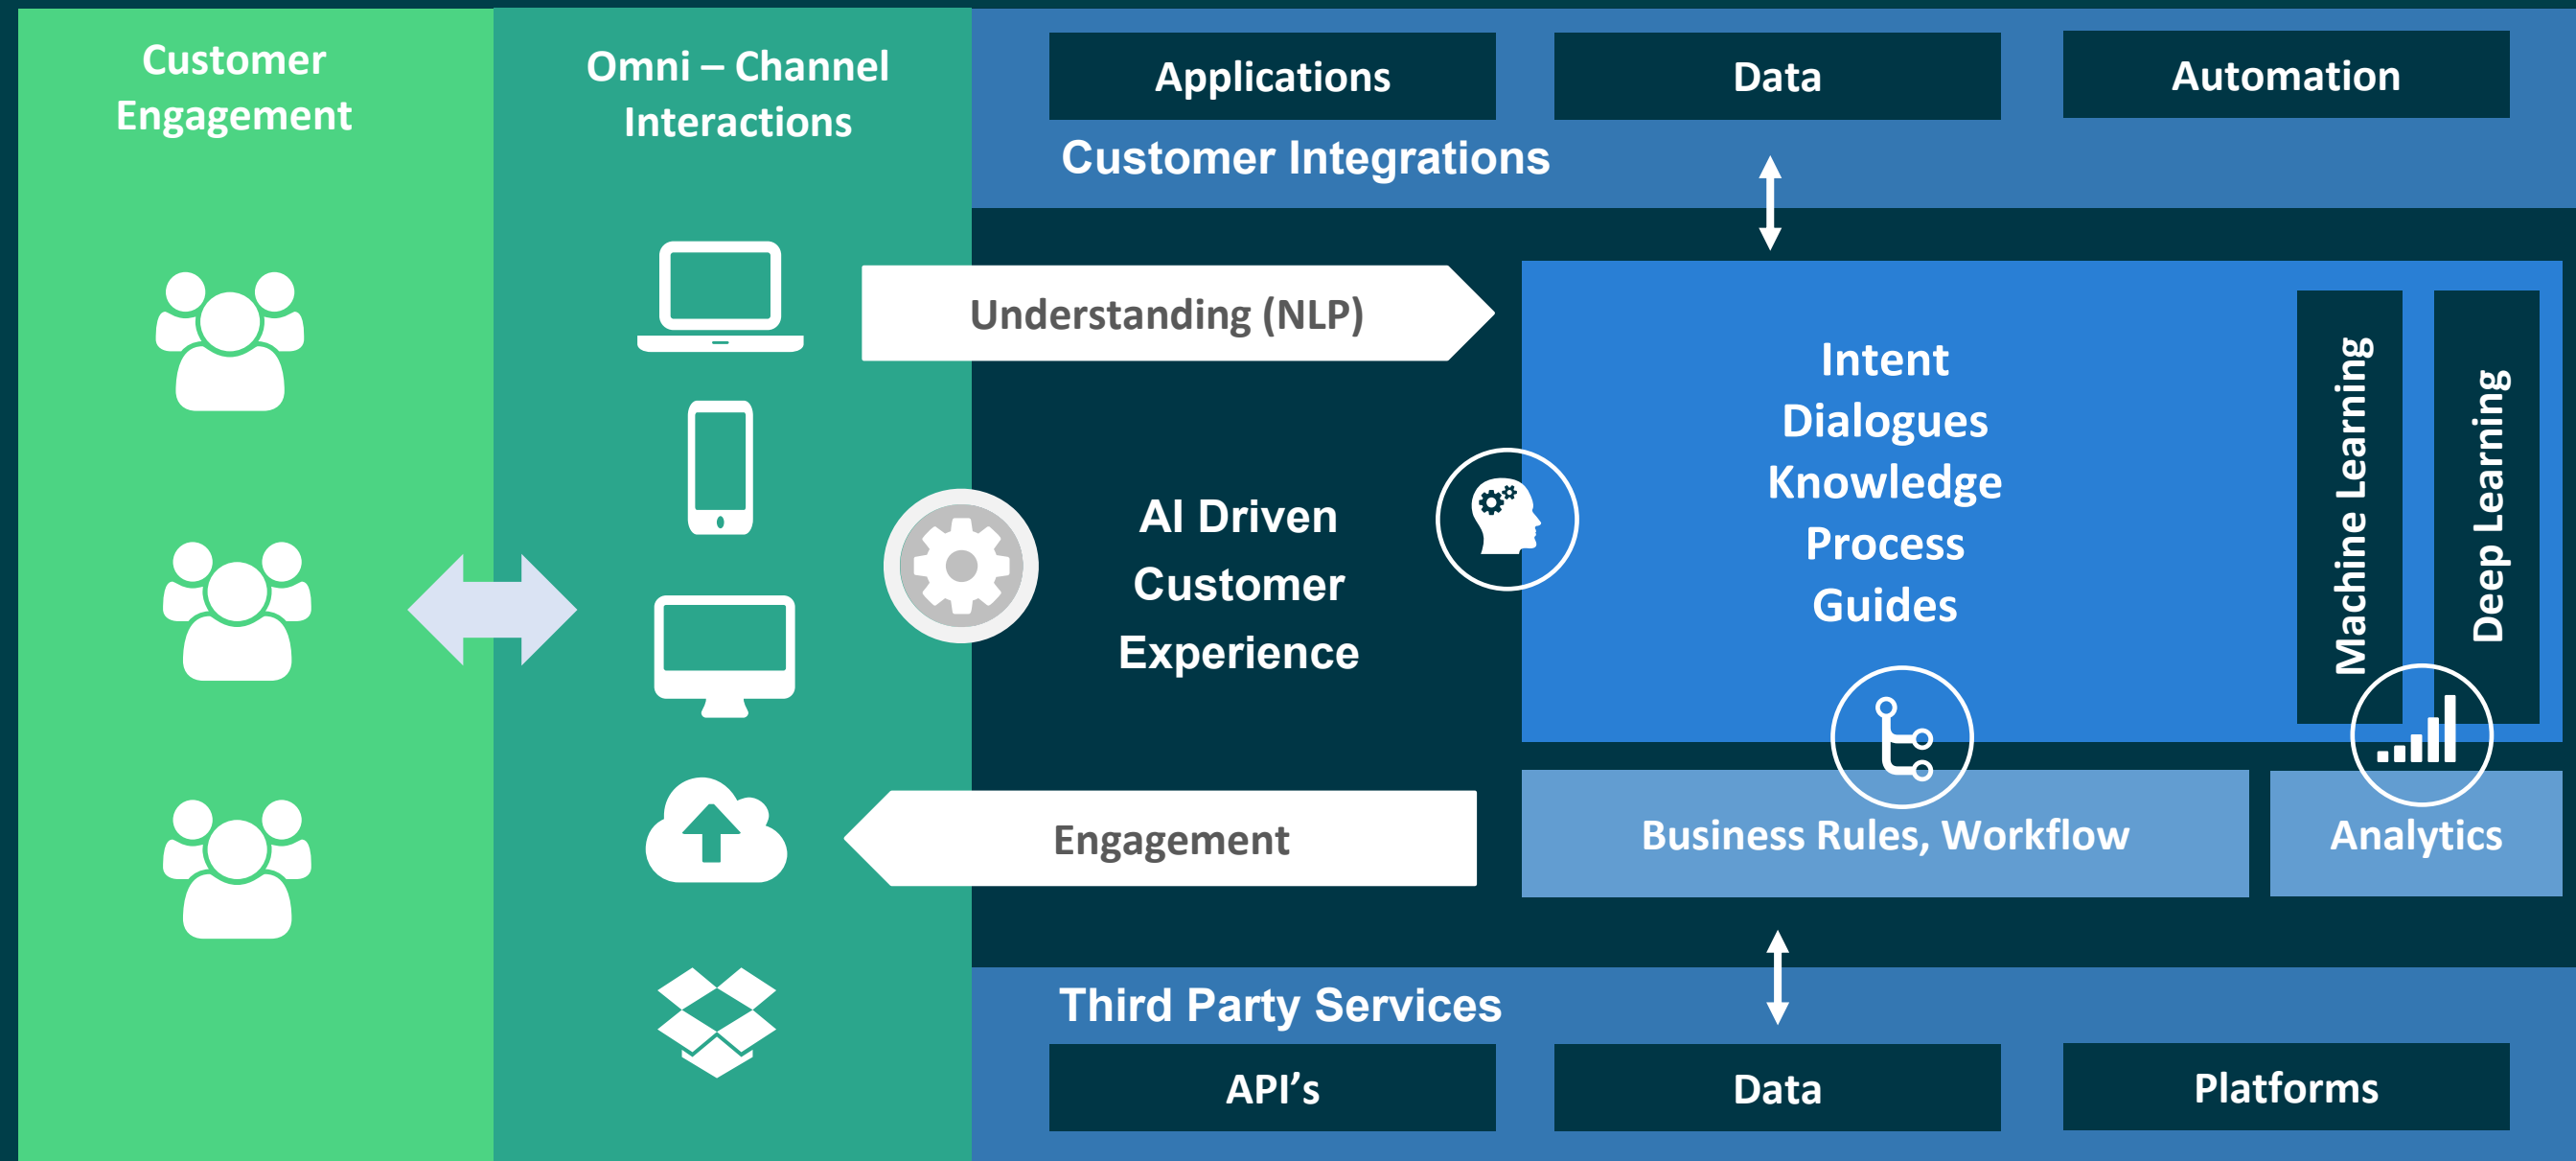 Customer
Engagement
Omni – Channel
Interactions
Applications
Data
Automation
Customer Integrations
Understanding (NLP)
AI Driven
Customer
Experience
Intent
Dialogues
Knowledge
Process
Guides
Machine Learning
Deep Learning
Engagement
Business Rules, Workflow
Analytics
Third Party Services
API’s
Data
Platforms